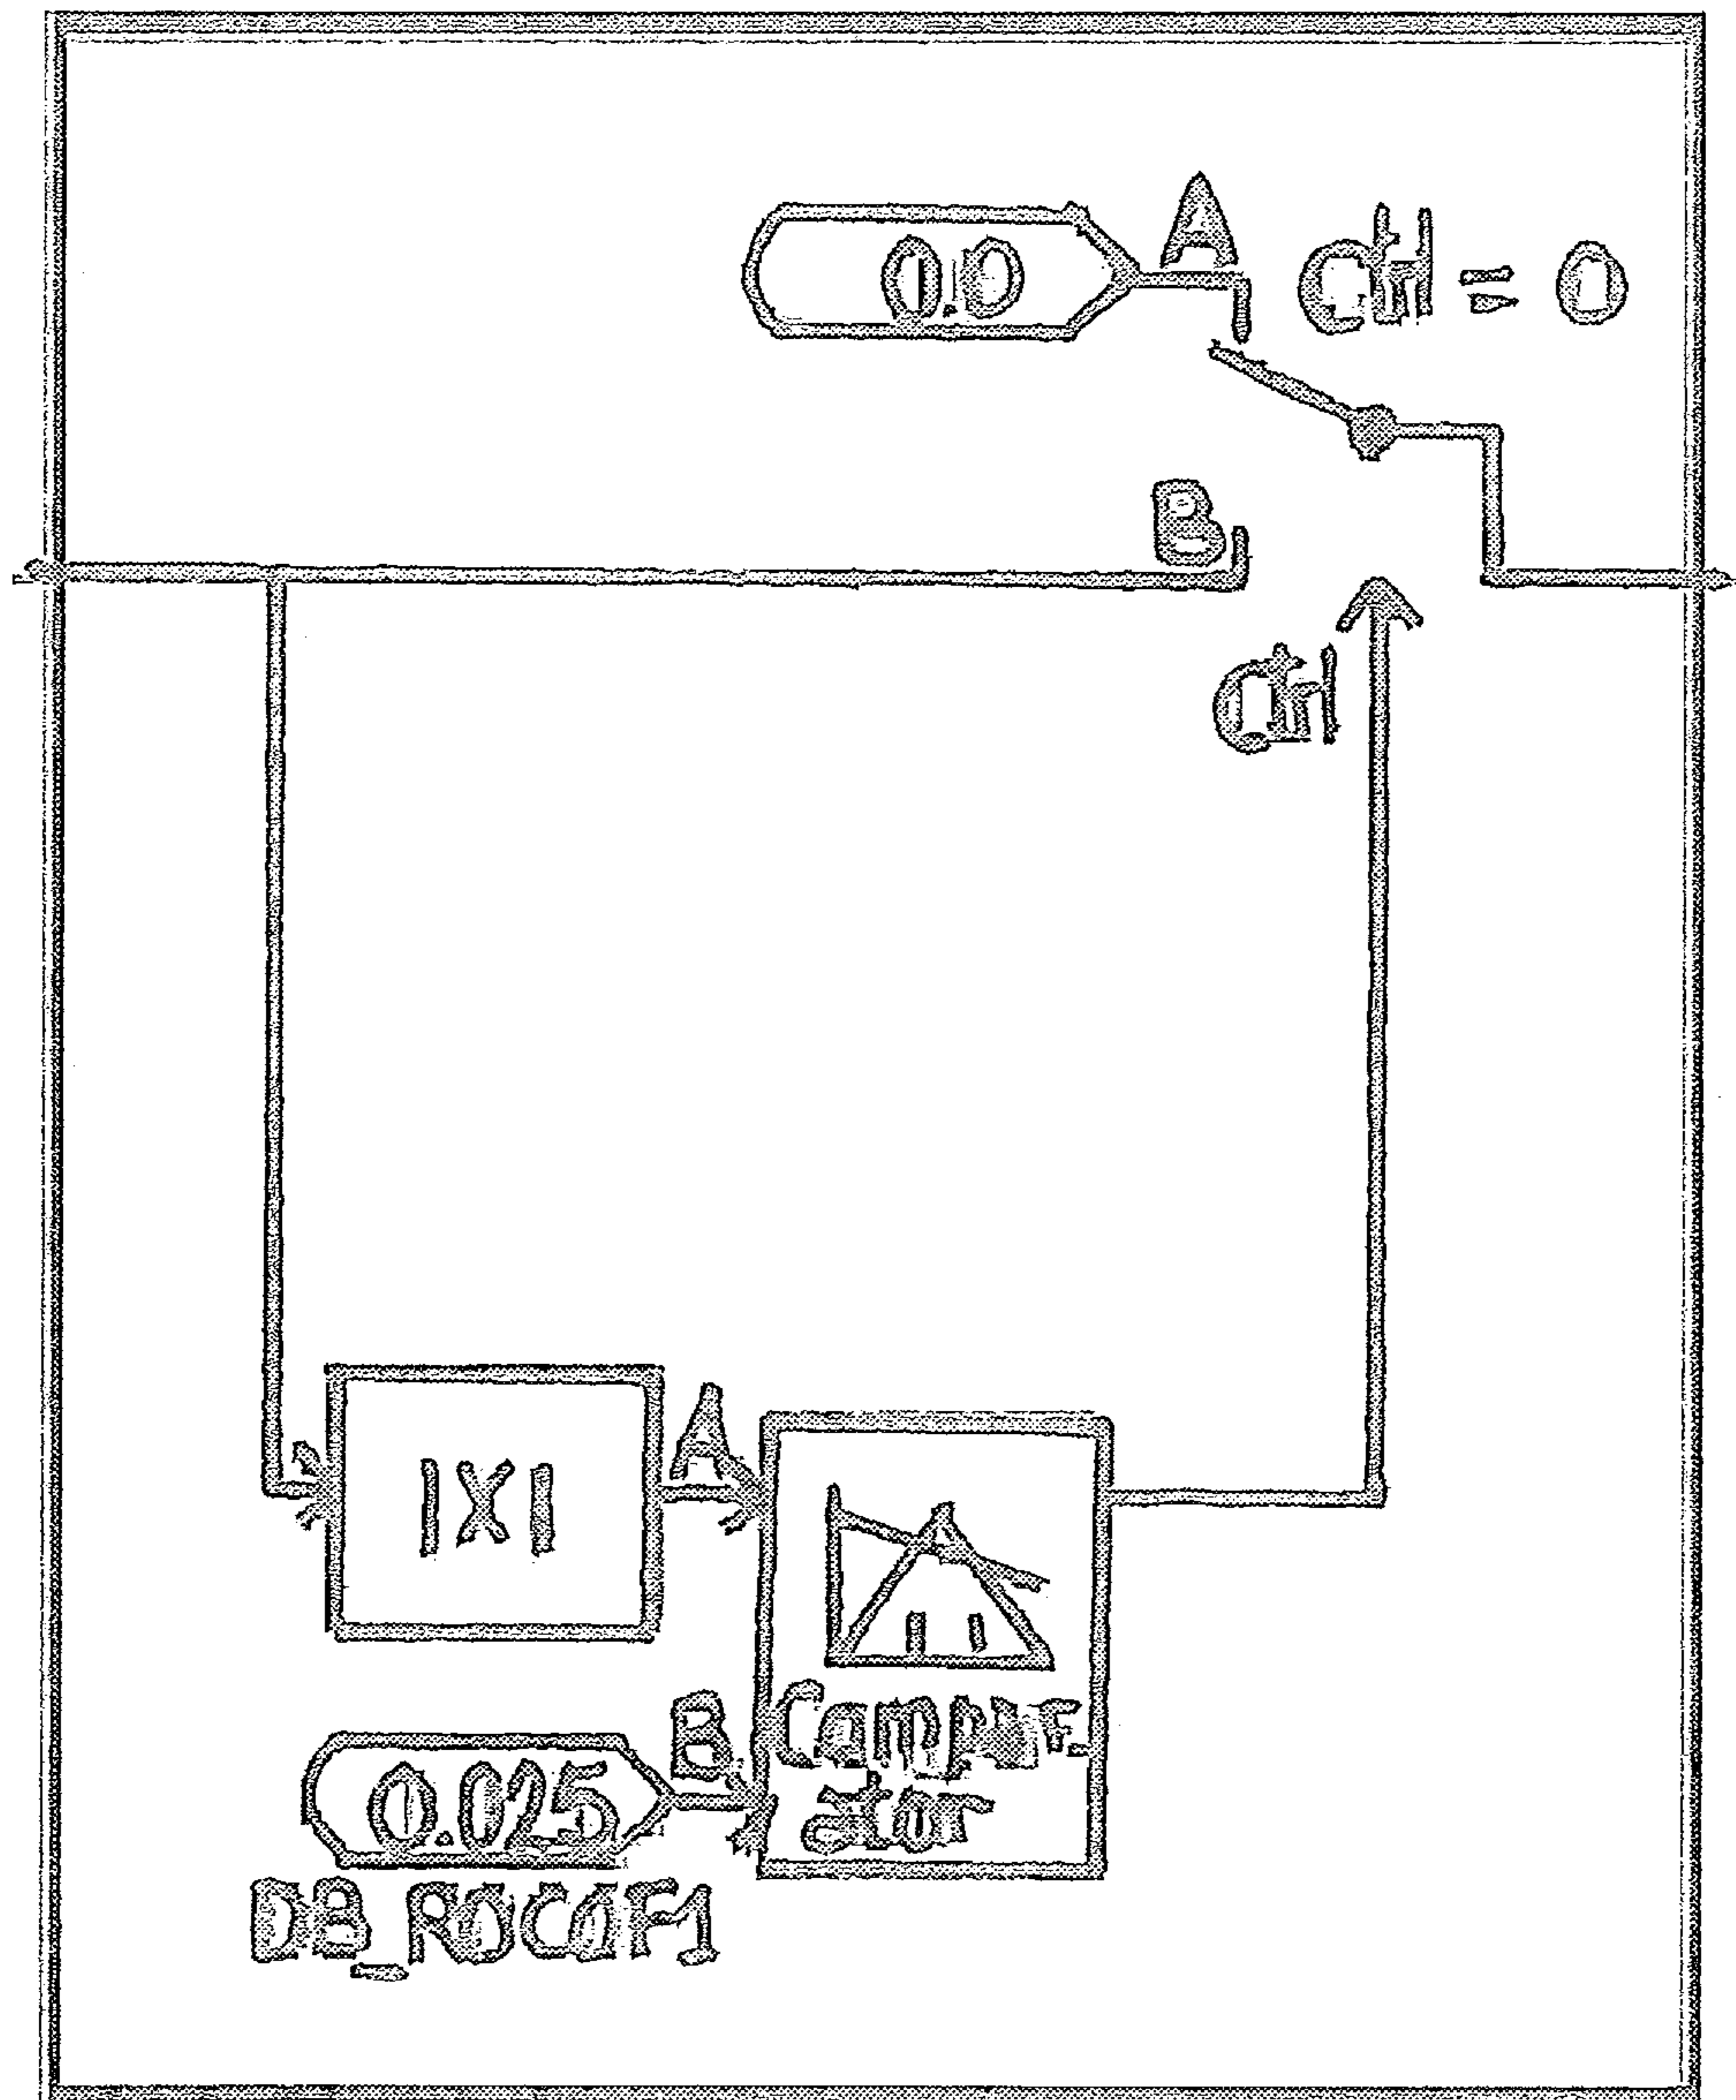 A
0.0
Ctrl = 0
B
Ctrl
|X|
A
B
Compar-
ator
0.025
DB_ROCOF1